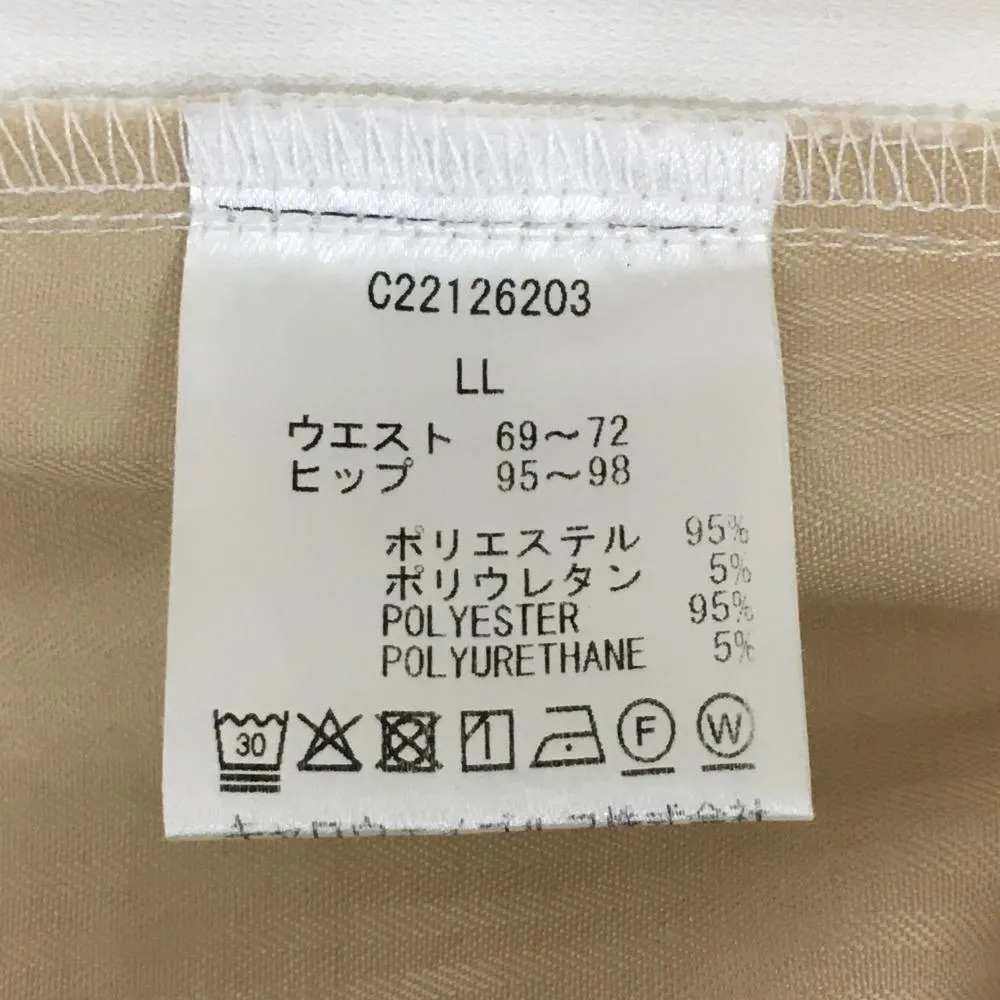 C22126203
LL
ウエスト 69～72
ヒップ 95～98
ポリエステル 95%
ポリウレタン 5%
POLYESTER 95%
POLYURETHANE 5%
30 F W